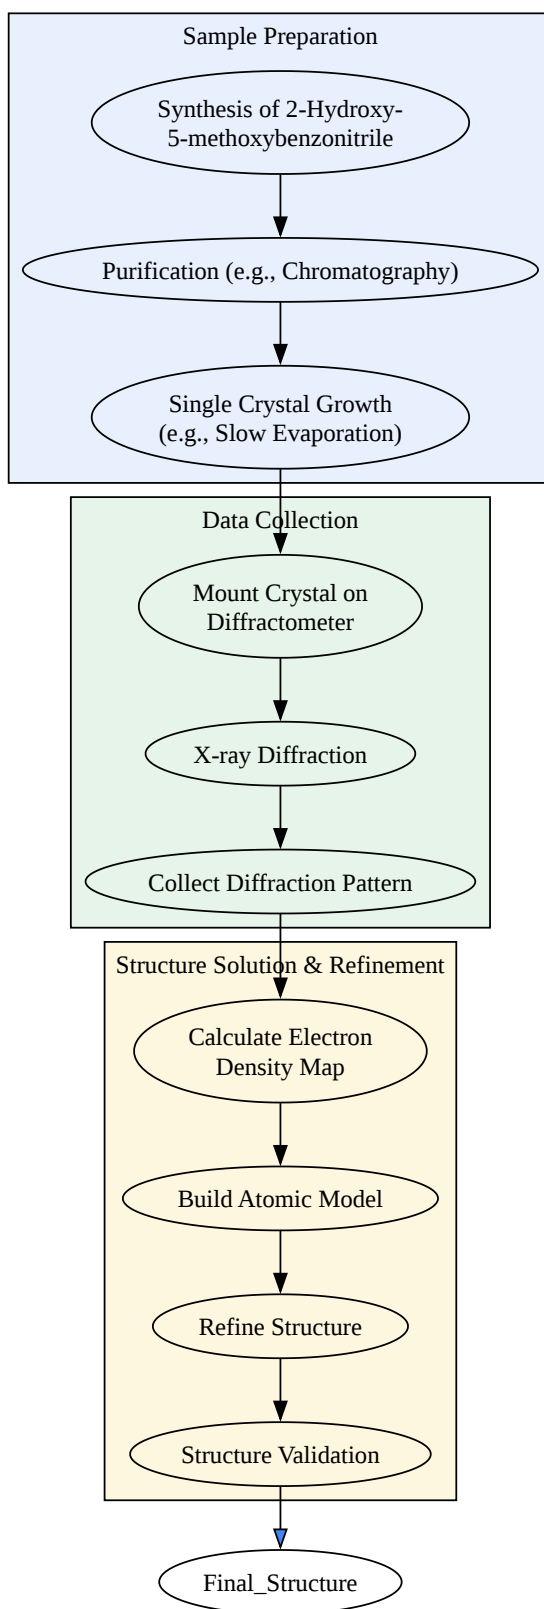 Sample Preparation
Synthesis of 2-Hydroxy-
5-methoxybenzonitrile
Purification (e.g., Chromatography)
Single Crystal Growth
(e.g., Slow Evaporation)
Data Collection
Mount Crystal on
Diffractometer
X-ray Diffraction
Collect Diffraction Pattern
Structure Solution & Refinement
Calculate Electron
Density Map
Build Atomic Model
Refine Structure
Structure Validation
Final_Structure